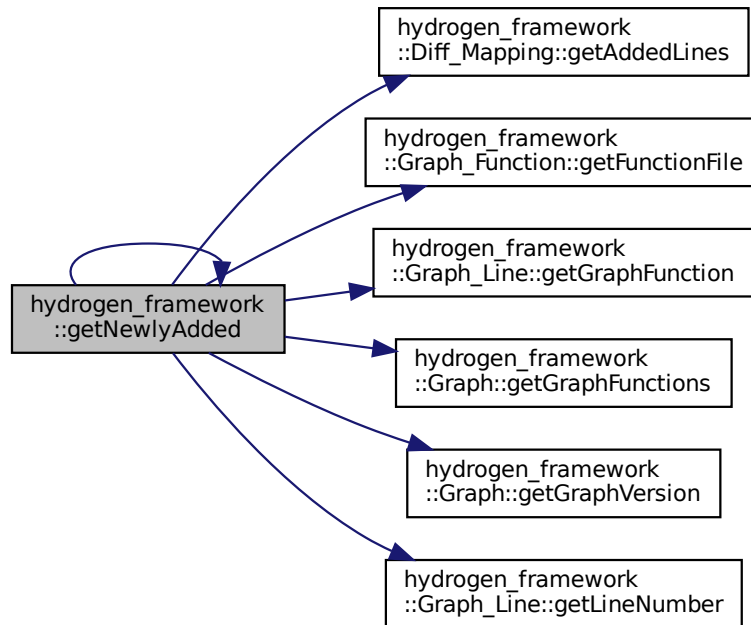 hydrogen_framework
::Diff_Mapping::getAddedLines
hydrogen_framework
::Graph_Function::getFunctionFile
hydrogen_framework
::Graph_Line::getGraphFunction
hydrogen_framework
::getNewlyAdded
hydrogen_framework
::Graph::getGraphFunctions
hydrogen_framework
::Graph::getGraphVersion
hydrogen_framework
::Graph_Line::getLineNumber